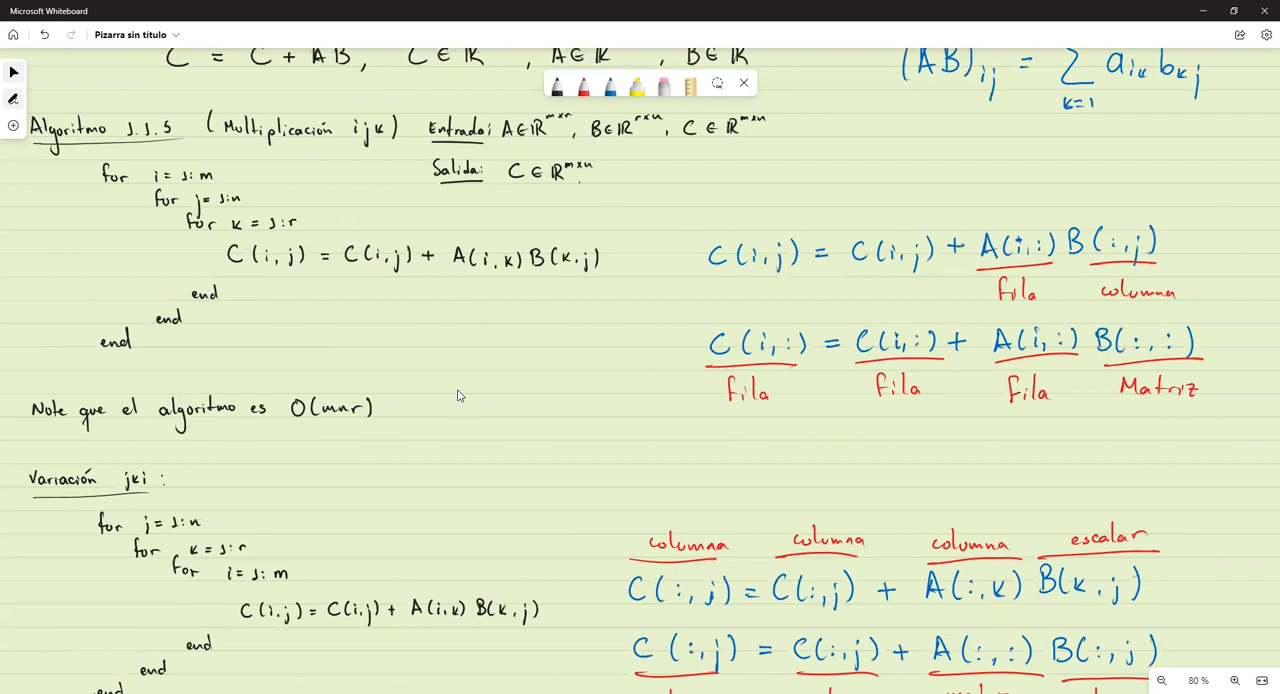 Microsoft Whiteboard
Pizarra sin título
C = C + AB, C ∈ ℝ , A ∈ ℝ , B ∈ ℝ
(AB)ij = Σ aik bkj
k=1
Algoritmo 1.1.5 (Multiplicación ijk) Entrada: A∈ℝ^m×r, B∈ℝ^r×n, C ∈ ℝ^m×n
Salida: C ∈ ℝ^m×n
for i = 1:m
for j = 1:n
for k = 1:r
C(i,j) = C(i,j) + A(i,k) B(k,j)
end
end
end
C(i,j) = C(i,j) + A(i,:) B(:,j)
fila columna
C(i,:) = C(i,:) + A(i,:) B(:,:)
fila fila fila Matriz
Note que el algoritmo es O(mnr)
Variación jki :
for j = 1:n
for k = 1:r
for i = 1:m
C(i,j) = C(i,j) + A(i,k) B(k,j)
end
end
end
columna columna columna escalar
C(:,j) = C(:,j) + A(:,k) B(k,j)
C(:,j) = C(:,j) + A(:,:) B(:,j)
80 %